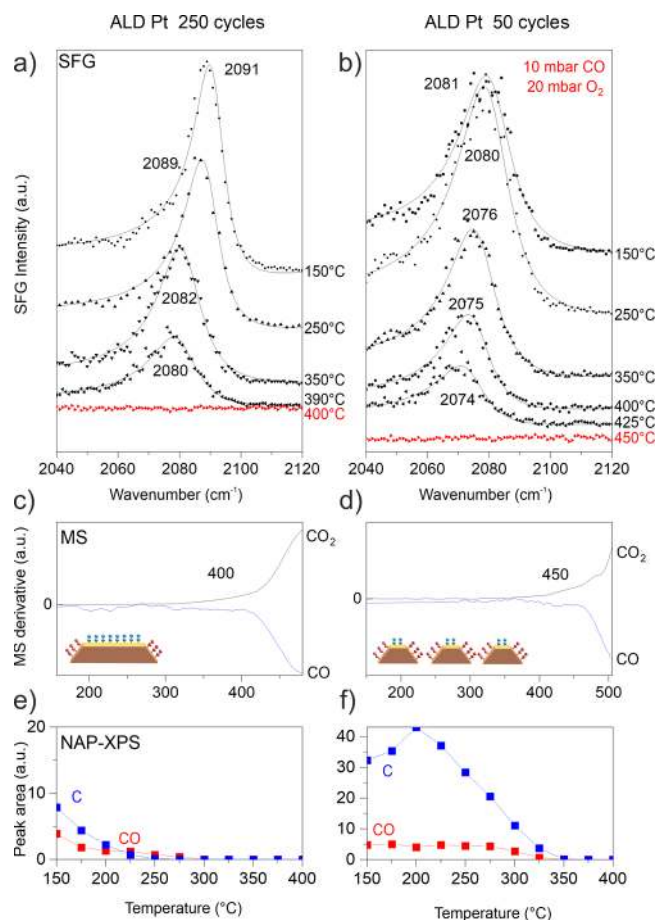 ALD Pt 250 cycles
ALD Pt 50 cycles
a) SFG
b)
10 mbar CO
20 mbar O₂
SFG Intensity (a.u.)
2091
2089
2082
2080
150°C
250°C
350°C
390°C
400°C
2081
2080
2076
2075
2074
150°C
250°C
350°C
400°C
425°C
450°C
2040 2060 2080 2100 2120
2040 2060 2080 2100 2120
Wavenumber (cm⁻¹)
Wavenumber (cm⁻¹)
c)
d)
MS derivative (a.u.)
MS
CO₂
CO₂
400
450
0
0
CO
CO
200 300 400
200 300 400 500
e)
f)
Peak area (a.u.)
20
10
0
NAP-XPS
C
CO
40
30
20
10
0
C
CO
150 200 250 300 350 400
150 200 250 300 350 400
Temperature (°C)
Temperature (°C)